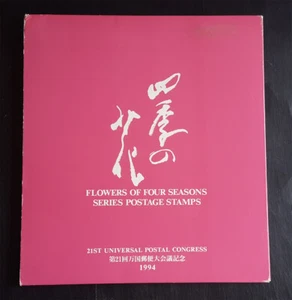 四季の
花
FLOWERS OF FOUR SEASONS
SERIES POSTAGE STAMPS
21ST UNIVERSAL POSTAL CONGRESS
第21回万国郵便大会議記念
1994